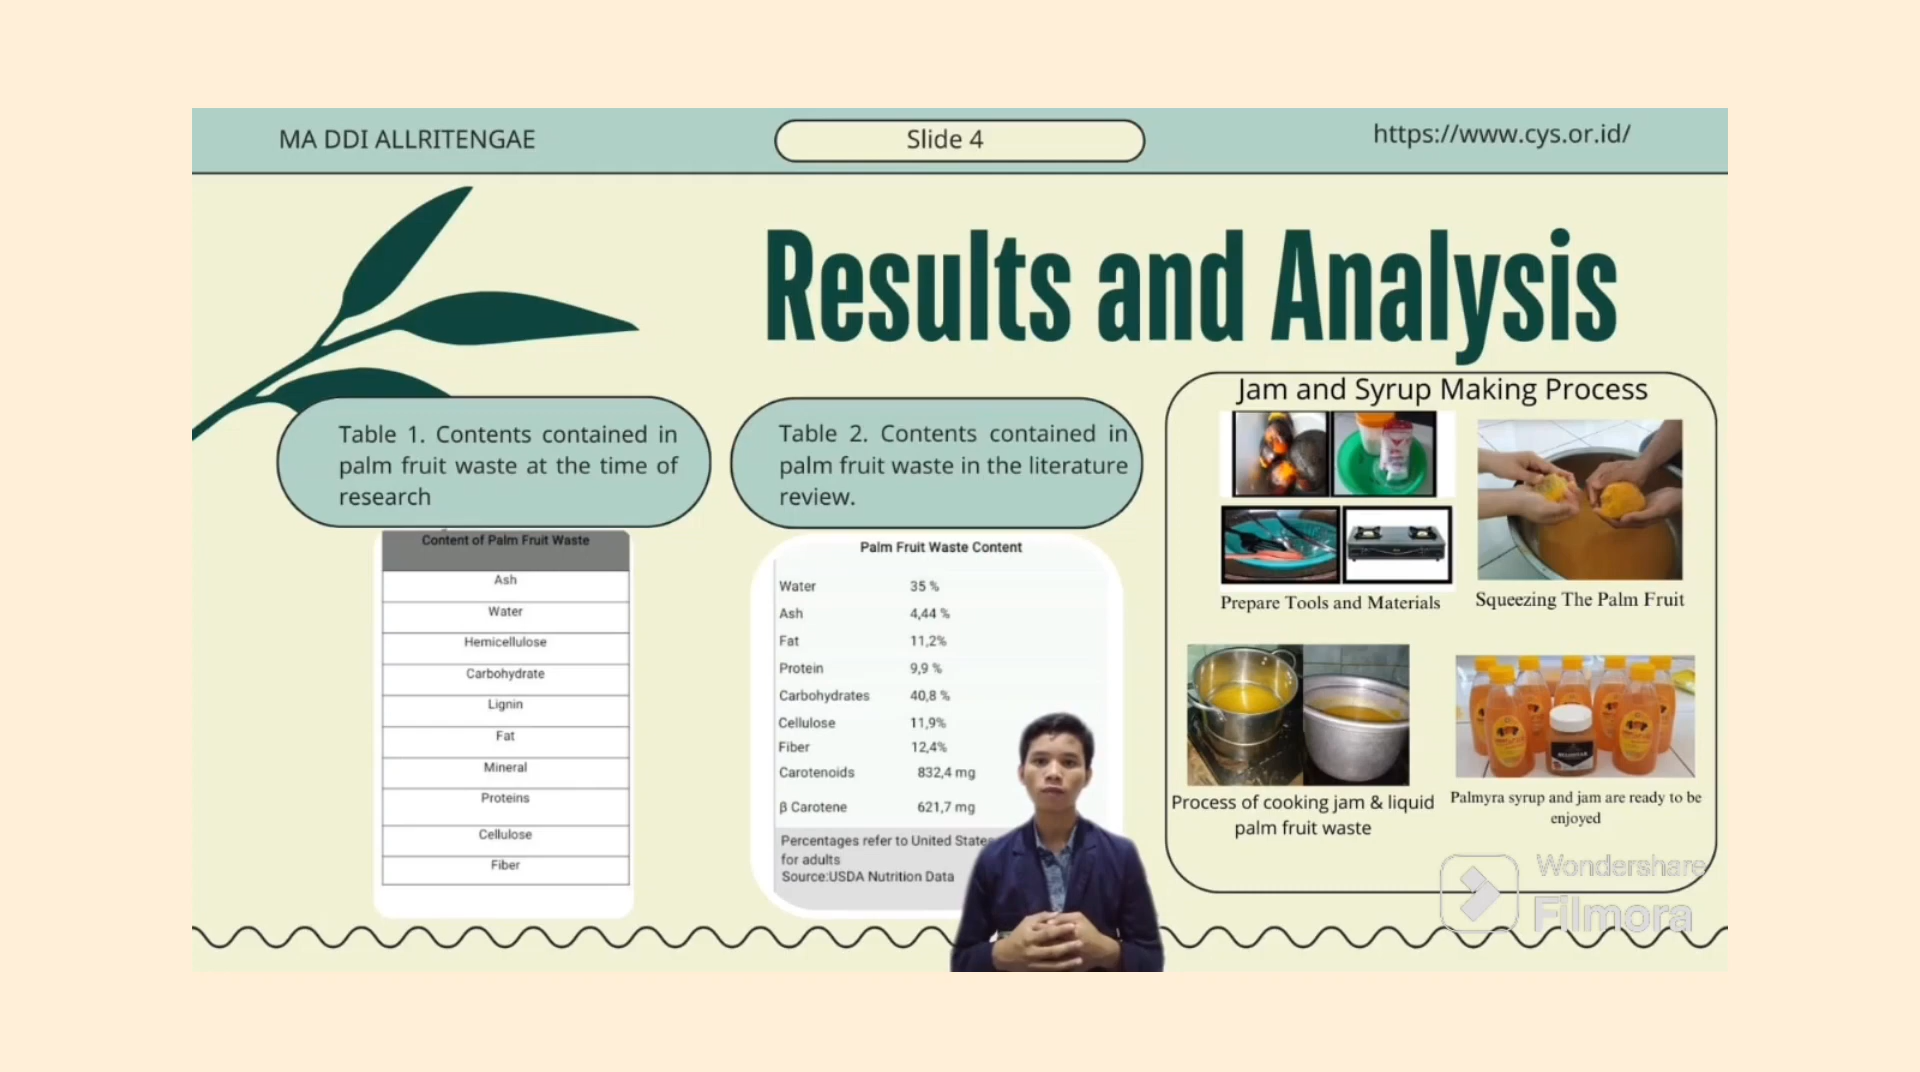 MA DDI ALLRITENGAE
Slide 4
https://www.cys.or.id/
Results and Analysis
Table 1. Contents contained in
palm fruit waste at the time of
research
Content of Palm Fruit Waste
Ash
Water
Hemicellulose
Carbohydrate
Lignin
Fat
Mineral
Proteins
Cellulose
Fiber
Table 2. Contents contained in
palm fruit waste in the literature
review.
Palm Fruit Waste Content
Water 35 %
Ash 4,44 %
Fat 11,2%
Protein 9,9 %
Carbohydrates 40,8 %
Cellulose 11,9%
Fiber 12,4%
Carotenoids 832,4 mg
β Carotene 621,7 mg
Percentages refer to United States
for adults
Source:USDA Nutrition Data
Jam and Syrup Making Process
Prepare Tools and Materials
Squeezing The Palm Fruit
Process of cooking jam & liquid
palm fruit waste
Palmyra syrup and jam are ready to be
enjoyed
Wondershare
Filmora